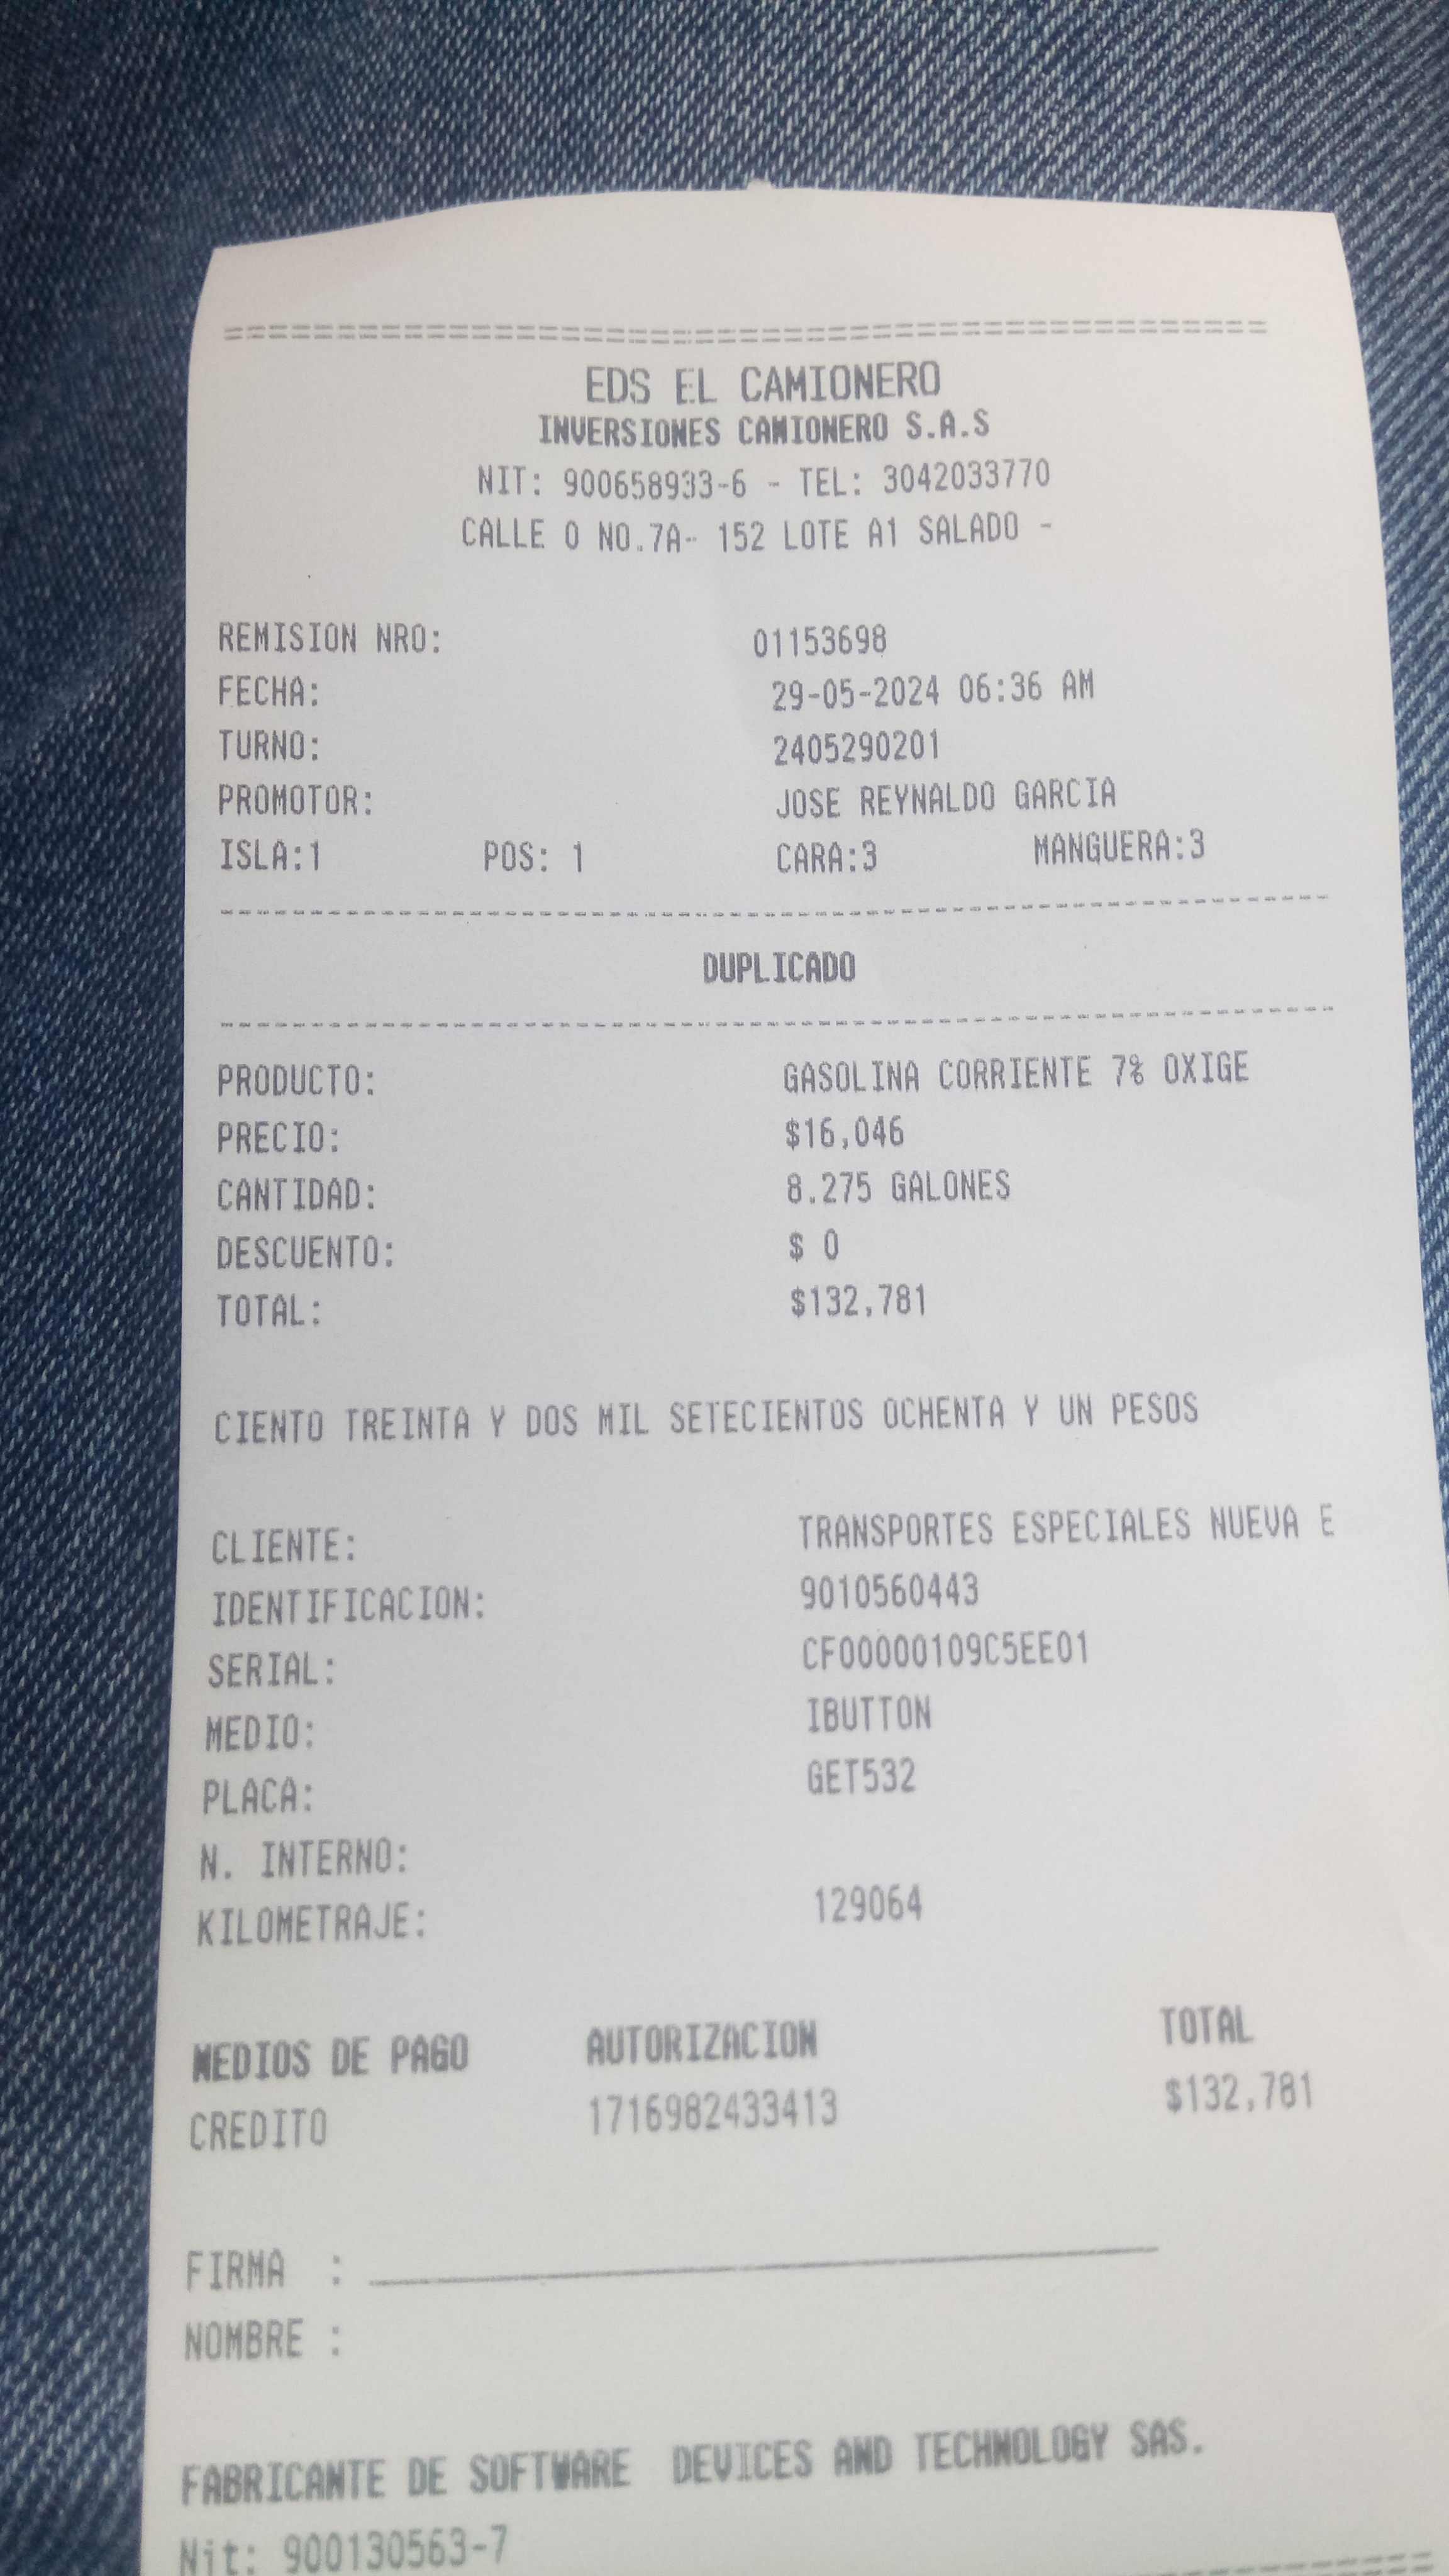 EDS EL CAMIONERO
INVERSIONES CAMIONERO S.A.S
NIT: 900658933-6 - TEL: 3042033770
CALLE 0 NO.7A- 152 LOTE A1 SALADO -
REMISION NRO: 01153698
FECHA: 29-05-2024 06:36 AM
TURNO: 2405290201
PROMOTOR: JOSE REYNALDO GARCIA
ISLA:1 POS: 1 CARA:3 MANGUERA:3
DUPLICADO
PRODUCTO: GASOLINA CORRIENTE 7% OXIGE
PRECIO: $16,046
CANTIDAD: 8.275 GALONES
DESCUENTO: $ 0
TOTAL: $132,781
CIENTO TREINTA Y DOS MIL SETECIENTOS OCHENTA Y UN PESOS
CLIENTE: TRANSPORTES ESPECIALES NUEVA E
IDENTIFICACION: 9010560443
SERIAL: CF00000109C5EE01
MEDIO: IBUTTON
PLACA: GET532
N. INTERNO:
KILOMETRAJE: 129064
MEDIOS DE PAGO AUTORIZACION TOTAL
CREDITO 1716982433413 $132,781
FIRMA :
NOMBRE :
FABRICANTE DE SOFTWARE DEVICES AND TECHNOLOGY SAS.
Nit: 900130563-7